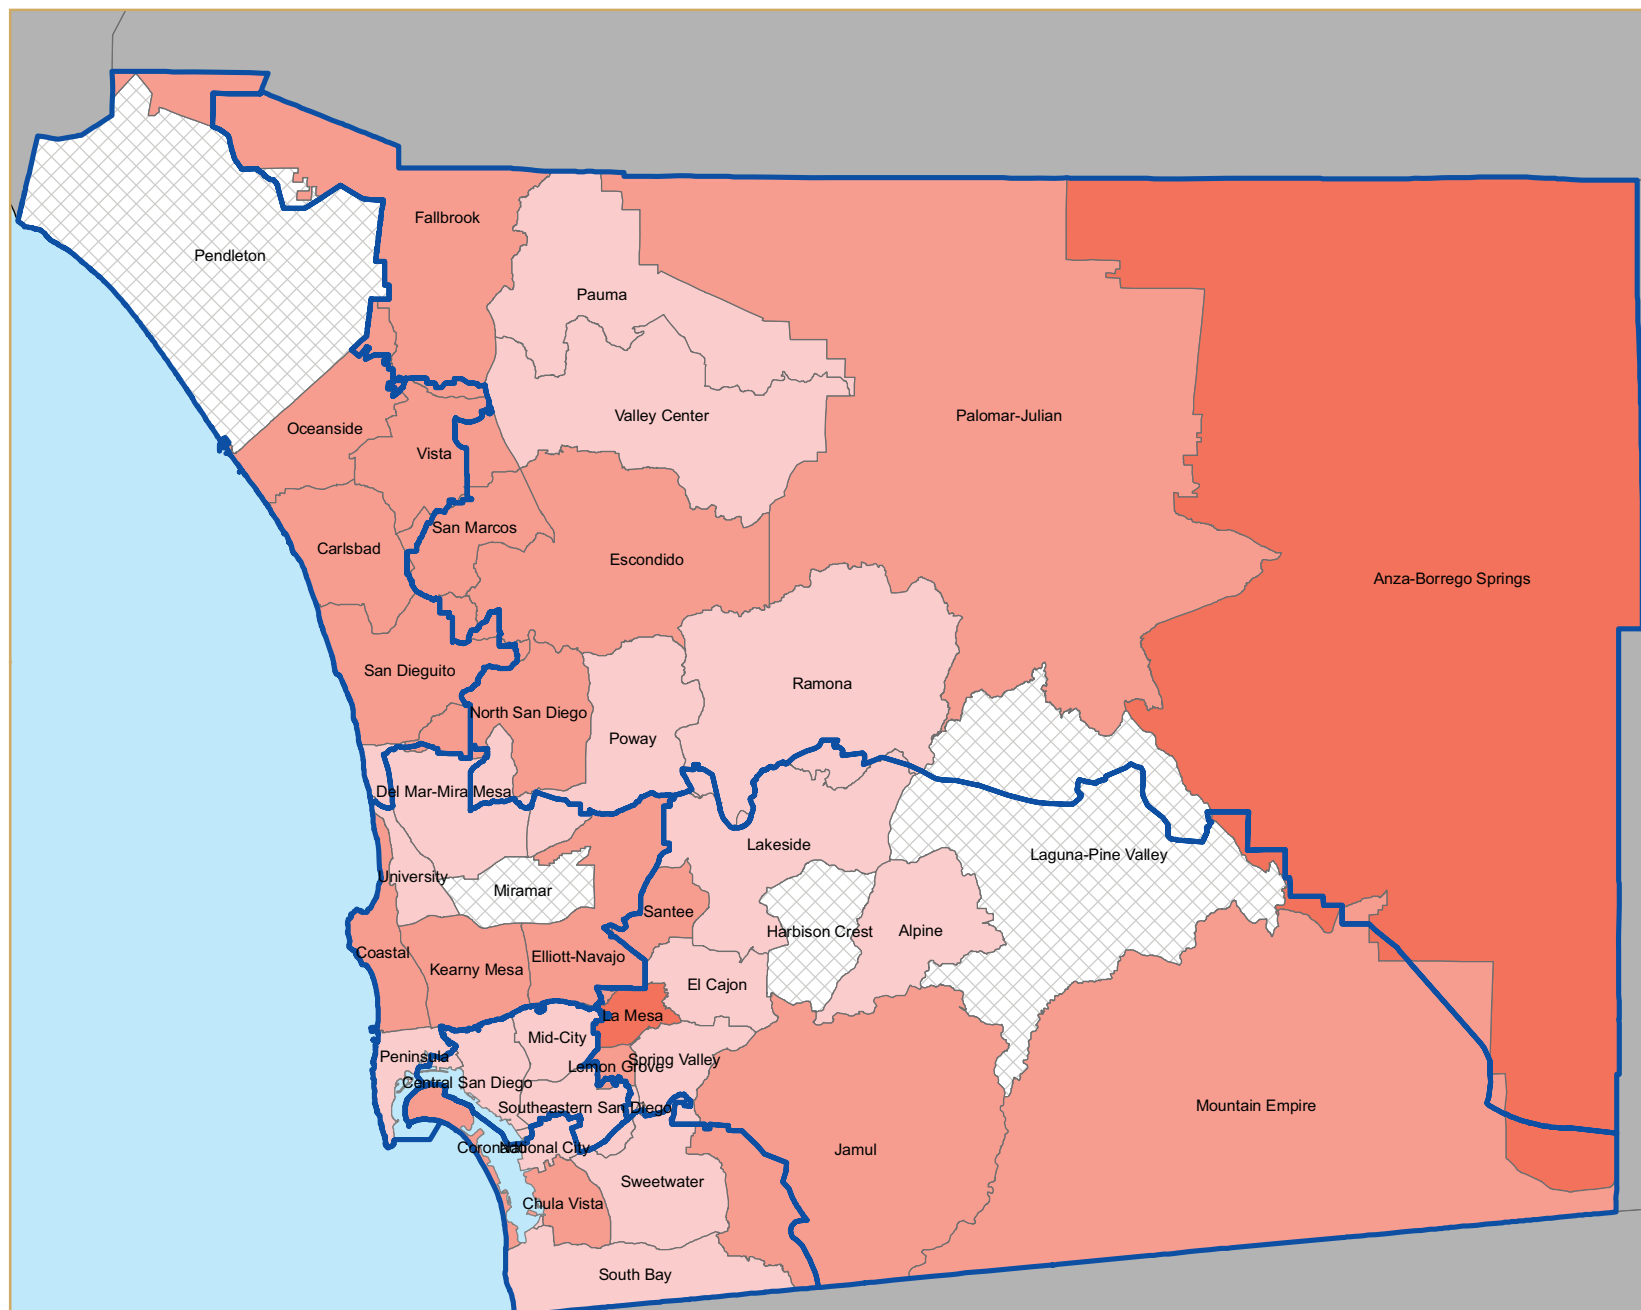 Fallbrook
Pendleton
Pauma
Valley Center
Palomar-Julian
Oceanside
Vista
San Marcos
Carlsbad
Escondido
Anza-Borrego Springs
San Dieguito
Ramona
North San Diego
Poway
Del Mar-Mira Mesa
Lakeside
Laguna-Pine Valley
University
Miramar
Santee
Harbison Crest
Alpine
Coastal
Elliott-Navajo
Kearny Mesa
El Cajon
La Mesa
Mid-City
Peninsula
Lemon Grove
Spring Valley
Central San Diego
Southeastern San Diego
Mountain Empire
Coronado
National City
Jamul
Sweetwater
Chula Vista
South Bay